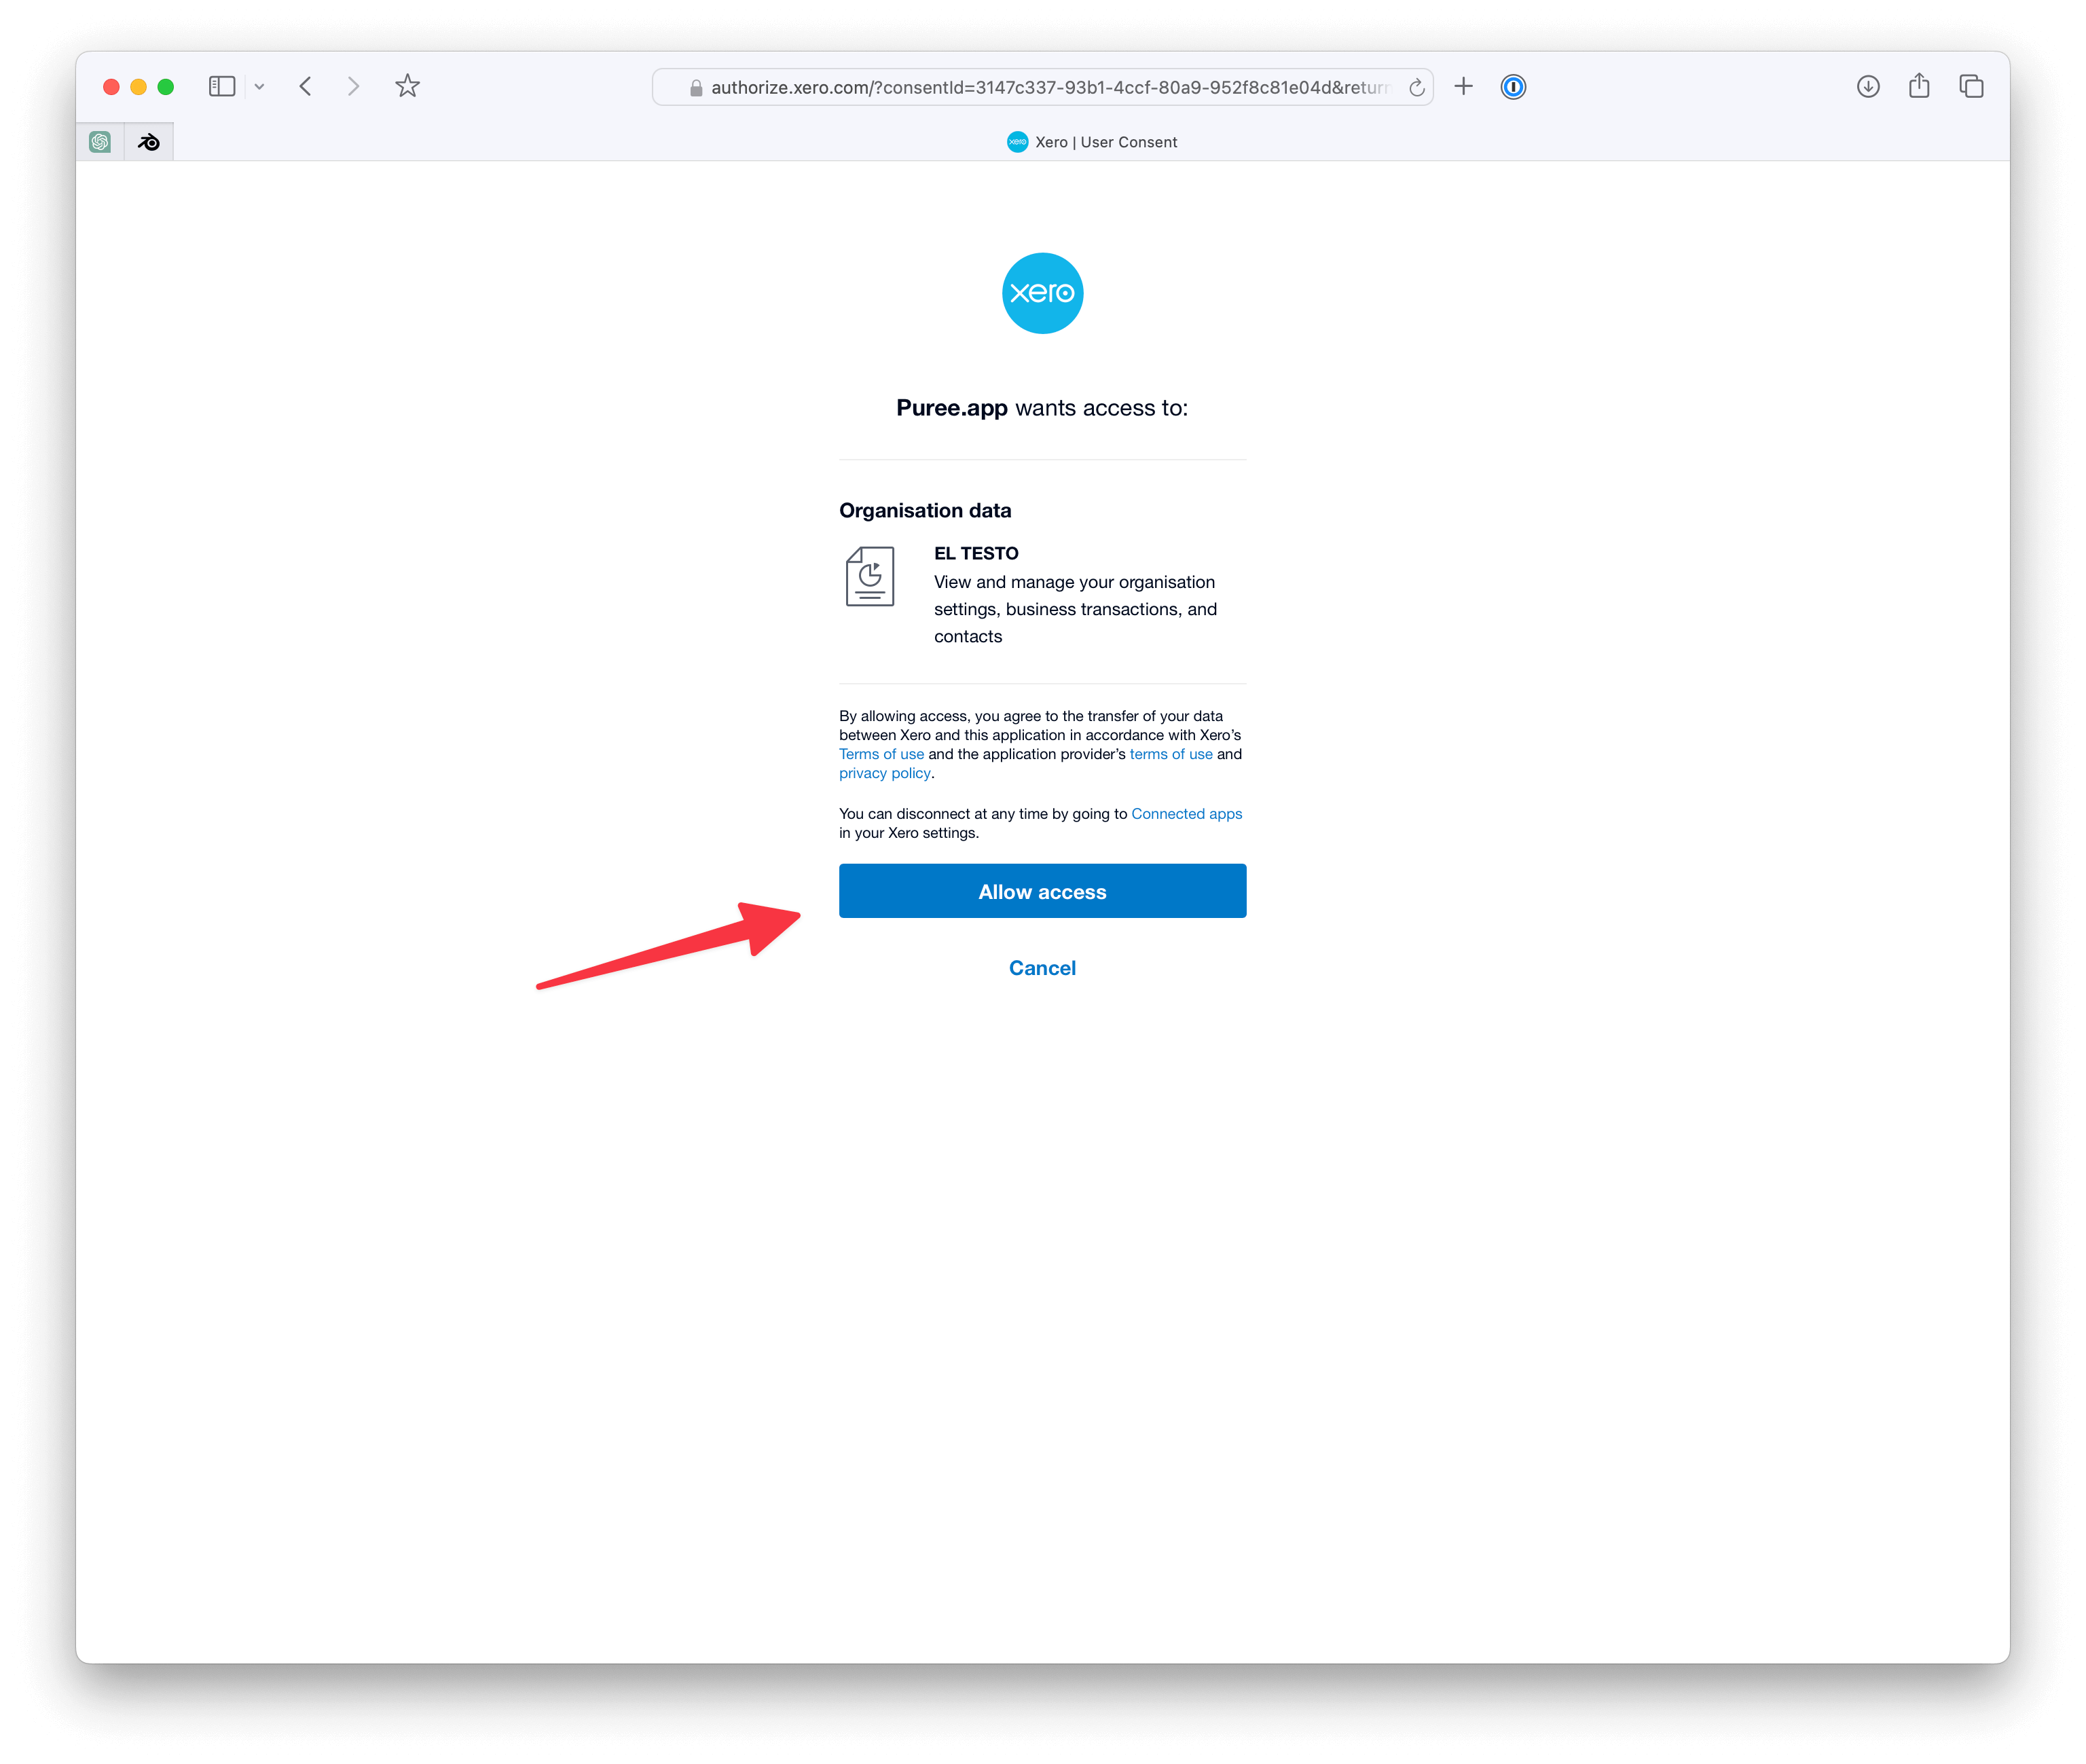 authorize.xero.com/?consentId=3147c337-93b1-4ccf-80a9-952f8c81e04d&return
xero Xero | User Consent
xero
Puree.app wants access to:
Organisation data
EL TESTO
View and manage your organisation
settings, business transactions, and
contacts
By allowing access, you agree to the transfer of your data
between Xero and this application in accordance with Xero’s
Terms of use and the application provider’s terms of use and
privacy policy.
You can disconnect at any time by going to Connected apps
in your Xero settings.
Allow access
Cancel